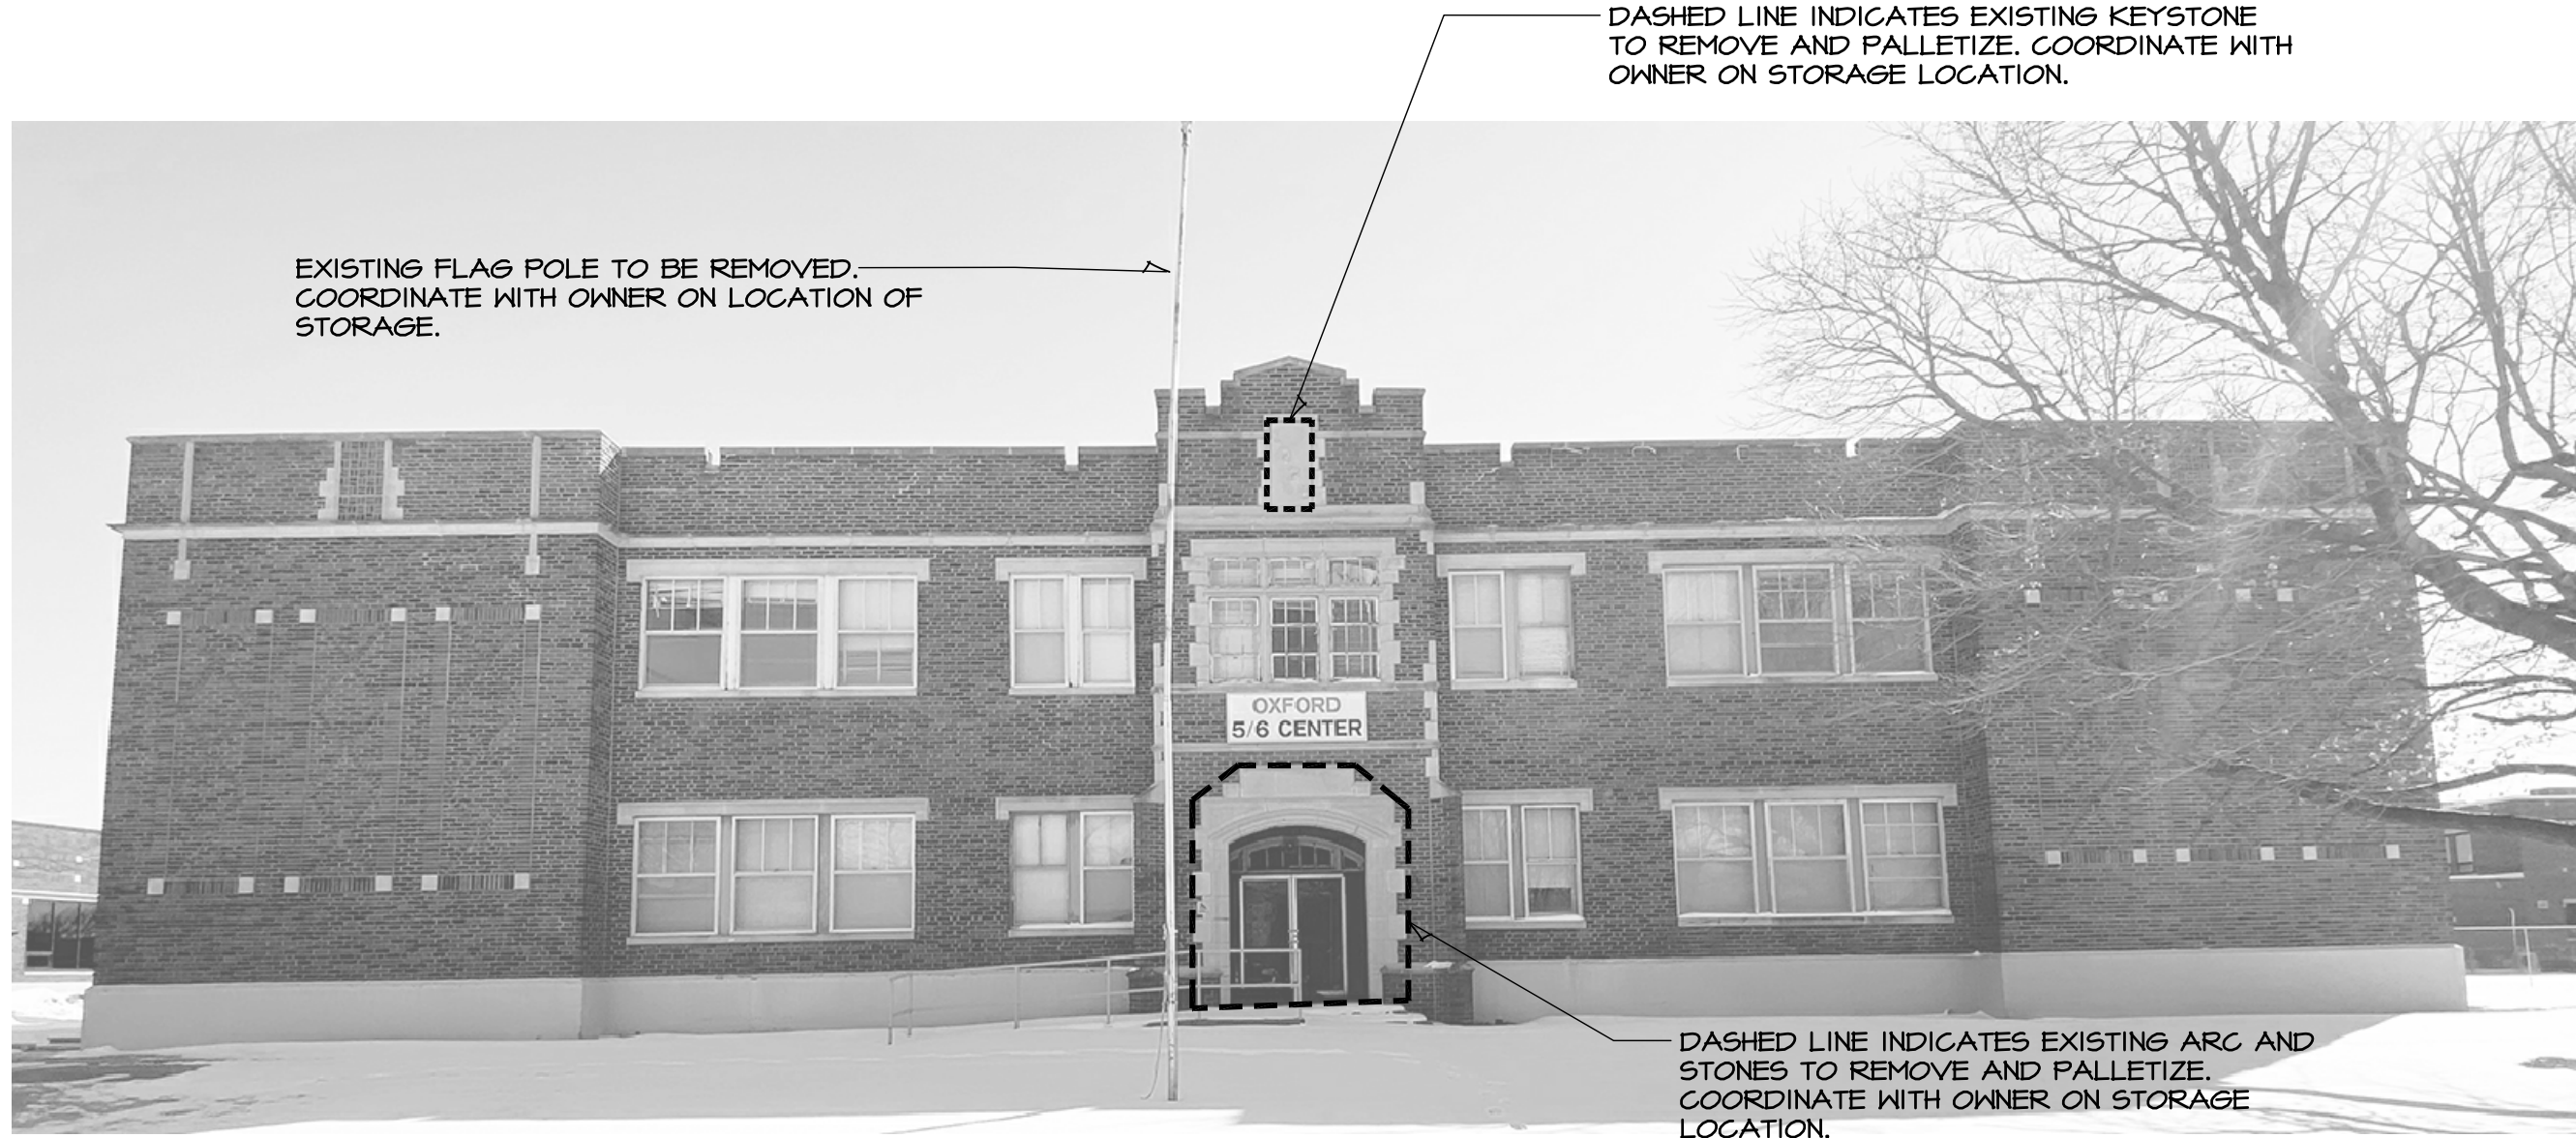 DASHED LINE INDICATES EXISTING KEYSTONE
TO REMOVE AND PALLETIZE. COORDINATE WITH
OWNER ON STORAGE LOCATION.
EXISTING FLAG POLE TO BE REMOVED.
COORDINATE WITH OWNER ON LOCATION OF
STORAGE.
OXFORD
5/6 CENTER
DASHED LINE INDICATES EXISTING ARC AND
STONES TO REMOVE AND PALLETIZE.
COORDINATE WITH OWNER ON STORAGE
LOCATION.